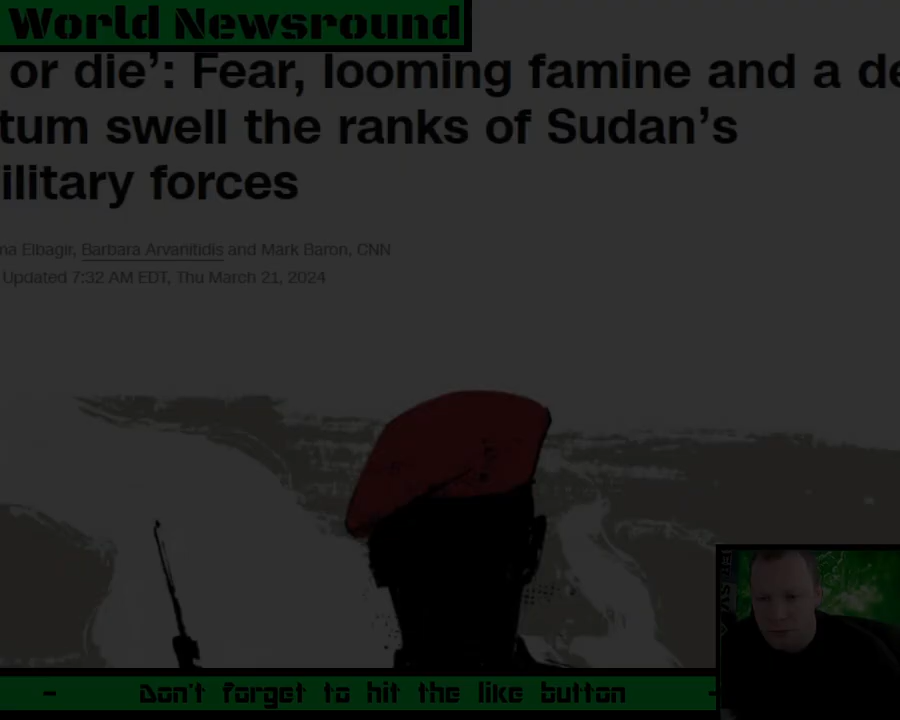 World Newsround
or die’: Fear, looming famine and a de
tum swell the ranks of Sudan’s
ilitary forces
ma Elbagir, Barbara Arvanitidis and Mark Baron, CNN
Updated 7:32 AM EDT, Thu March 21, 2024
- Don't forget to hit the like button -